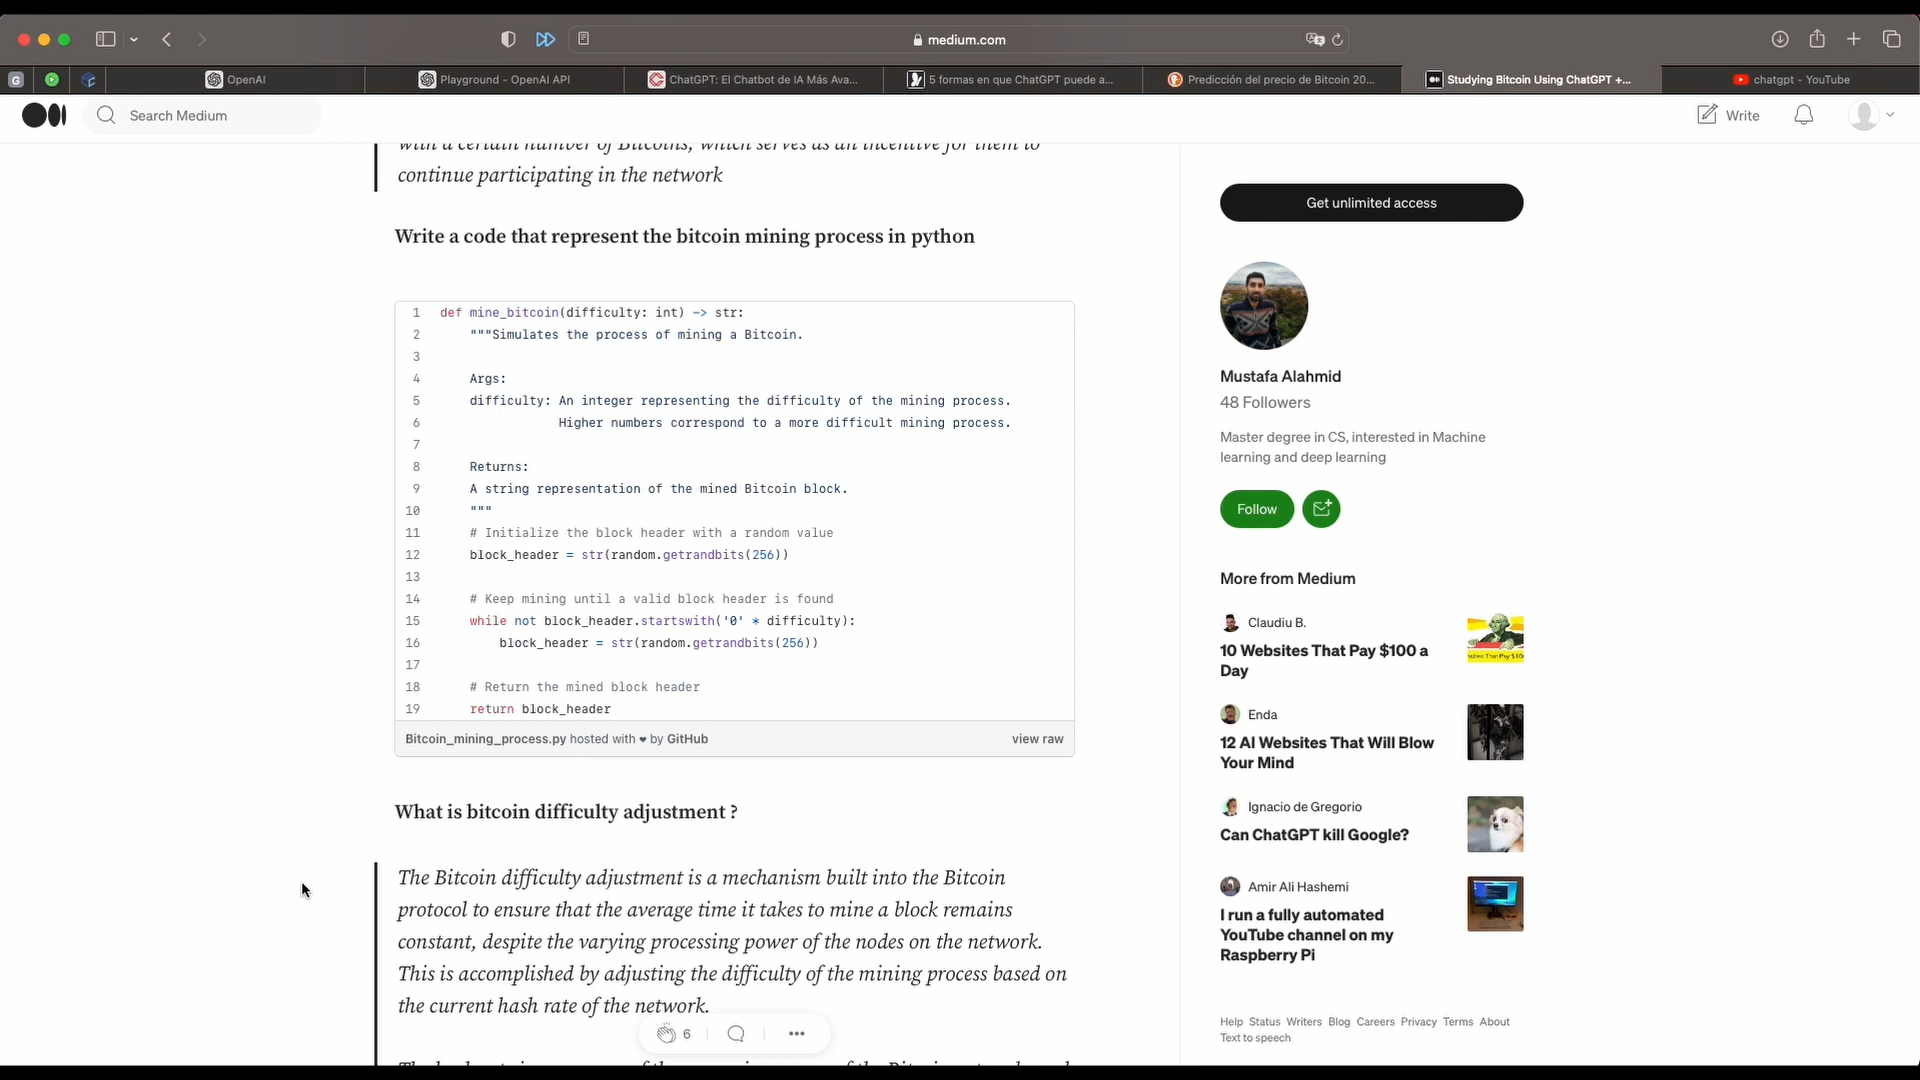 medium.com
G
OpenAI
Playground - OpenAI API
ChatGPT: El Chatbot de IA Más Ava...
5 formas en que ChatGPT puede a...
Predicción del precio de Bitcoin 20...
Studying Bitcoin Using ChatGPT +...
chatgpt - YouTube
Search Medium
Write
with a certain number of Bitcoins, which serves as an incentive for them to
continue participating in the network
Write a code that represent the bitcoin mining process in python
1 def mine_bitcoin(difficulty: int) -> str:
2 """Simulates the process of mining a Bitcoin.
3
4 Args:
5 difficulty: An integer representing the difficulty of the mining process.
6 Higher numbers correspond to a more difficult mining process.
7
8 Returns:
9 A string representation of the mined Bitcoin block.
10 """
11 # Initialize the block header with a random value
12 block_header = str(random.getrandbits(256))
13
14 # Keep mining until a valid block header is found
15 while not block_header.startswith('0' * difficulty):
16 block_header = str(random.getrandbits(256))
17
18 # Return the mined block header
19 return block_header
Bitcoin_mining_process.py hosted with ❤ by GitHub
view raw
What is bitcoin difficulty adjustment ?
The Bitcoin difficulty adjustment is a mechanism built into the Bitcoin
protocol to ensure that the average time it takes to mine a block remains
constant, despite the varying processing power of the nodes on the network.
This is accomplished by adjusting the difficulty of the mining process based on
the current hash rate of the network.
6
Get unlimited access
Mustafa Alahmid
48 Followers
Master degree in CS, interested in Machine
learning and deep learning
Follow
More from Medium
Claudiu B.
10 Websites That Pay $100 a
Day
Enda
12 AI Websites That Will Blow
Your Mind
Ignacio de Gregorio
Can ChatGPT kill Google?
Amir Ali Hashemi
I run a fully automated
YouTube channel on my
Raspberry Pi
Help Status Writers Blog Careers Privacy Terms About
Text to speech